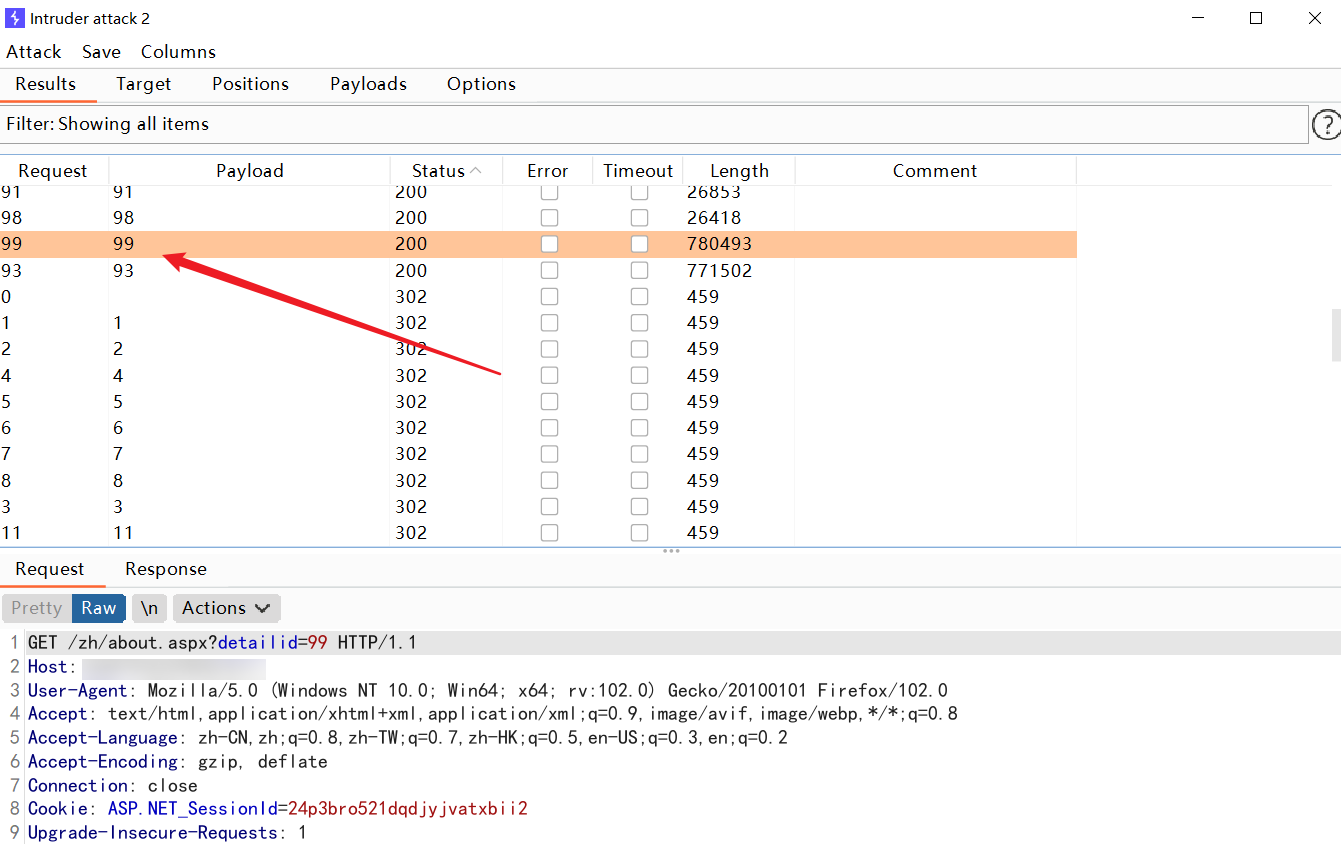 Intruder attack 2
Attack Save Columns
Results Target Positions Payloads Options
Filter: Showing all items
?
Request Payload Status Error Timeout Length Comment
91 91 200 26853
98 98 200 26418
99 99 200 780493
93 93 200 771502
0 302 459
1 1 302 459
2 2 302 459
4 4 302 459
5 5 302 459
6 6 302 459
7 7 302 459
8 8 302 459
3 3 302 459
11 11 302 459
Request Response
Pretty Raw \n Actions
1 GET /zh/about.aspx?detailid=99 HTTP/1.1
2 Host:
3 User-Agent: Mozilla/5.0 (Windows NT 10.0; Win64; x64; rv:102.0) Gecko/20100101 Firefox/102.0
4 Accept: text/html,application/xhtml+xml,application/xml;q=0.9,image/avif,image/webp,*/*;q=0.8
5 Accept-Language: zh-CN,zh;q=0.8,zh-TW;q=0.7,zh-HK;q=0.5,en-US;q=0.3,en;q=0.2
6 Accept-Encoding: gzip, deflate
7 Connection: close
8 Cookie: ASP.NET_SessionId=24p3bro521dqdjyjvatxbii2
9 Upgrade-Insecure-Requests: 1